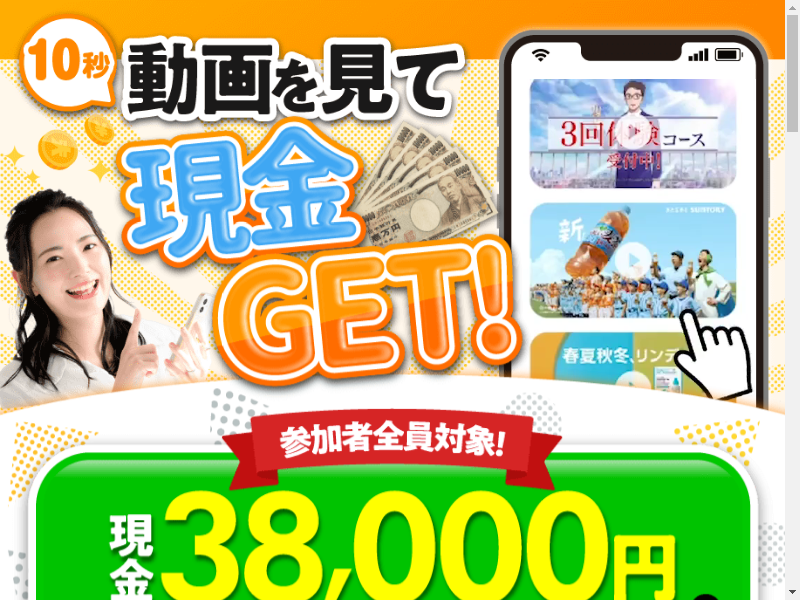 10秒
動画を見て
現金
GET!
3回体験コース
受付中!
新
SUNTORY
春夏秋冬、リンデ
参加者全員対象!
現金
38,000円